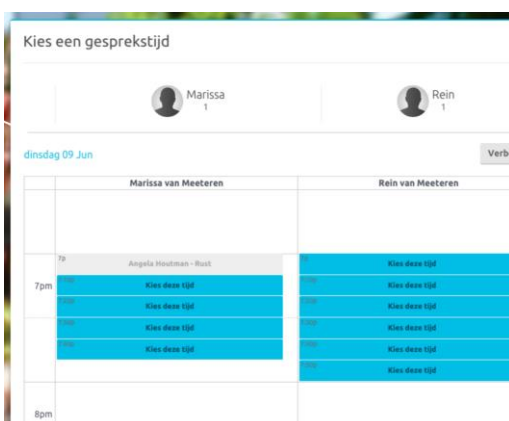 Kies een gesprekstijd
Marissa
1
Rein
1
dinsdag 09 Jun
Verb
Marissa van Meeteren
Rein van Meeteren
7p
Angela Houtman - Rust
Kies deze tijd
7pm
Kies deze tijd
Kies deze tijd
Kies deze tijd
Kies deze tijd
Kies deze tijd
Kies deze tijd
Kies deze tijd
Kies deze tijd
Kies deze tijd
8pm